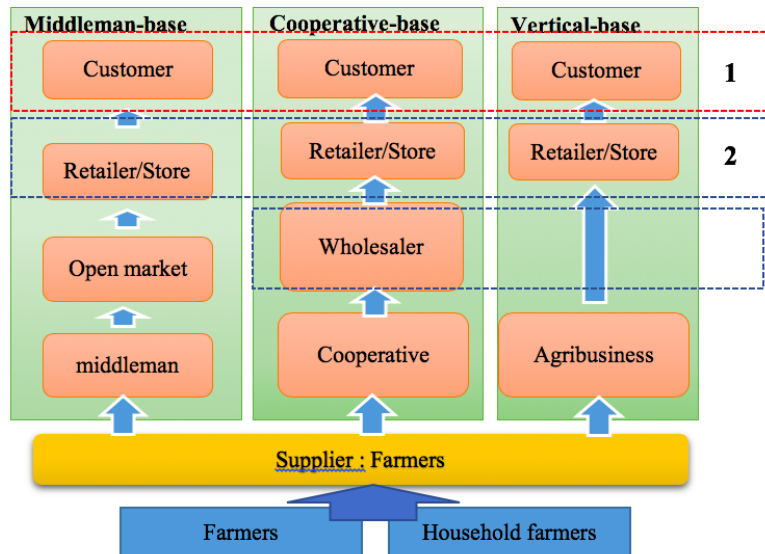 Middleman-base
Cooperative-base
Vertical-base
Customer
Customer
Customer
1
Retailer/Store
Retailer/Store
Retailer/Store
2
Open market
Wholesaler
middleman
Cooperative
Agribusiness
Supplier : Farmers
Farmers
Household farmers